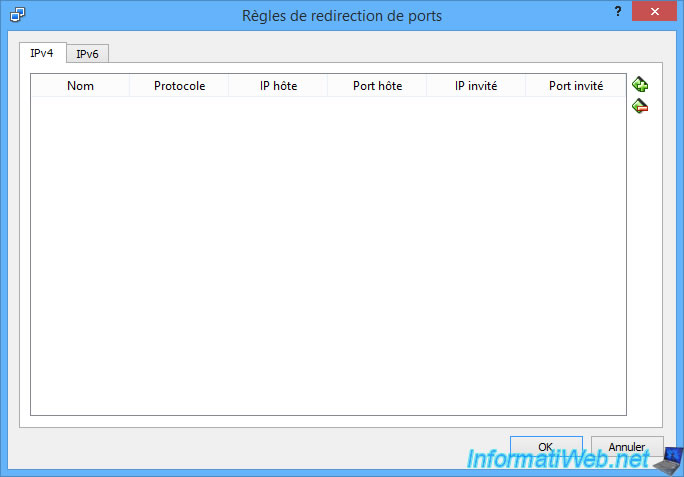 Règles de redirection de ports
?
IPv4 IPv6
Nom Protocole IP hôte Port hôte IP invité Port invité
OK Annuler
InformatiWeb.net